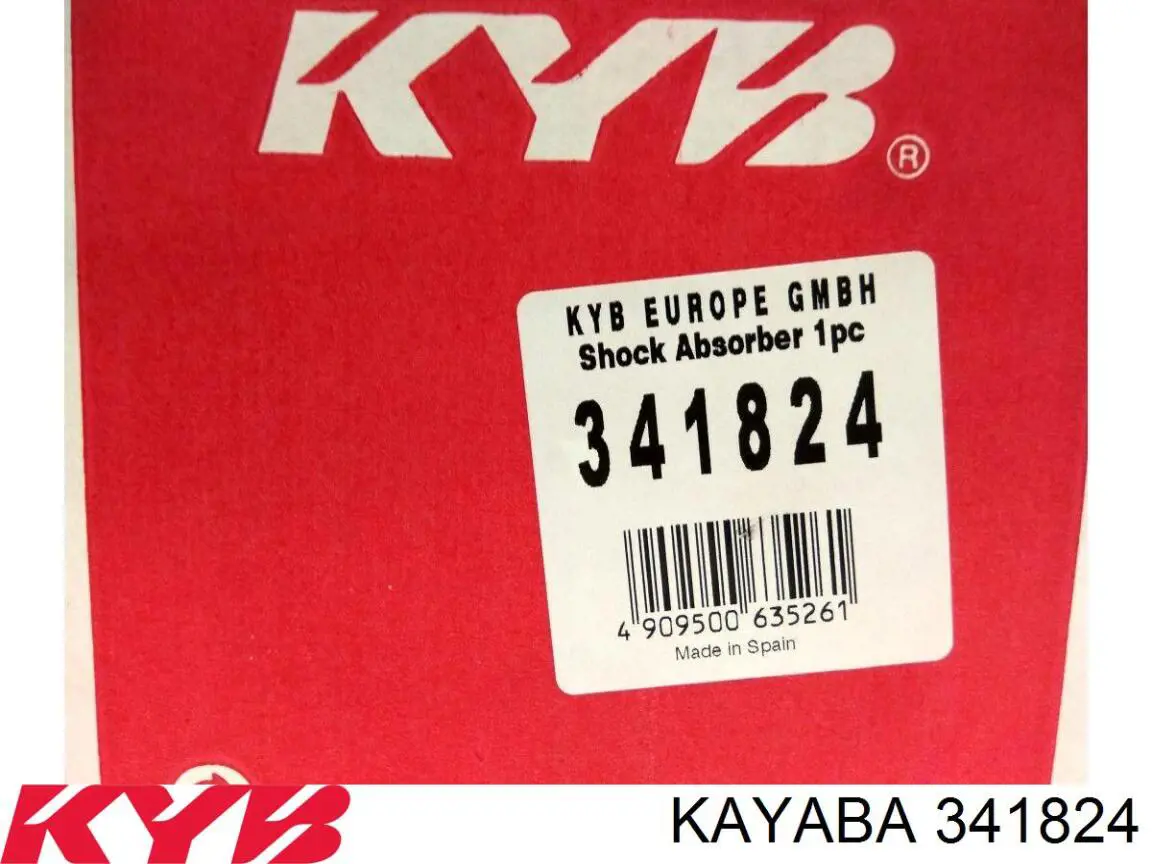 KYB®
KYB EUROPE GMBH
Shock Absorber 1pc
341824
4 909500 635261
Made in Spain
KYB
KAYABA 341824